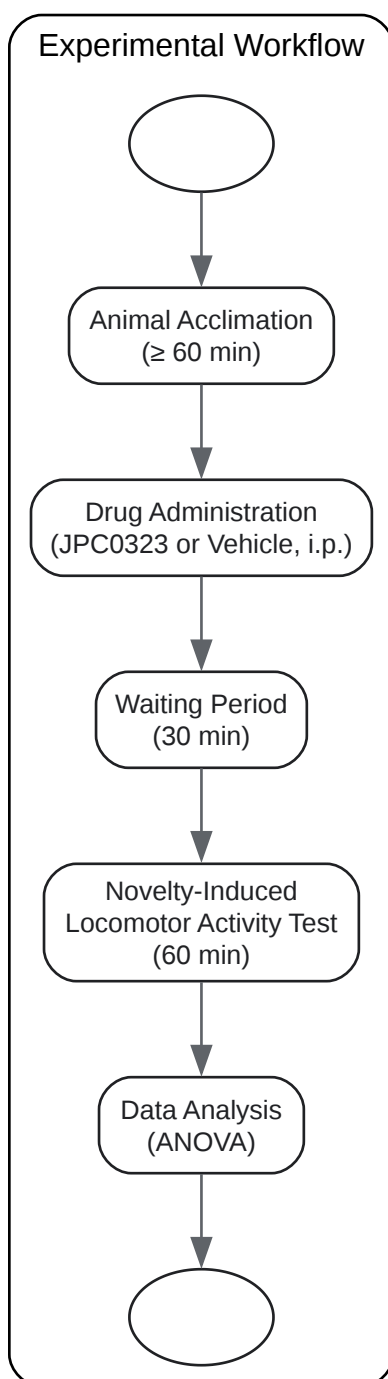 Experimental Workflow
Animal Acclimation
(≥ 60 min)
Drug Administration
(JPC0323 or Vehicle, i.p.)
Waiting Period
(30 min)
Novelty-Induced
Locomotor Activity Test
(60 min)
Data Analysis
(ANOVA)